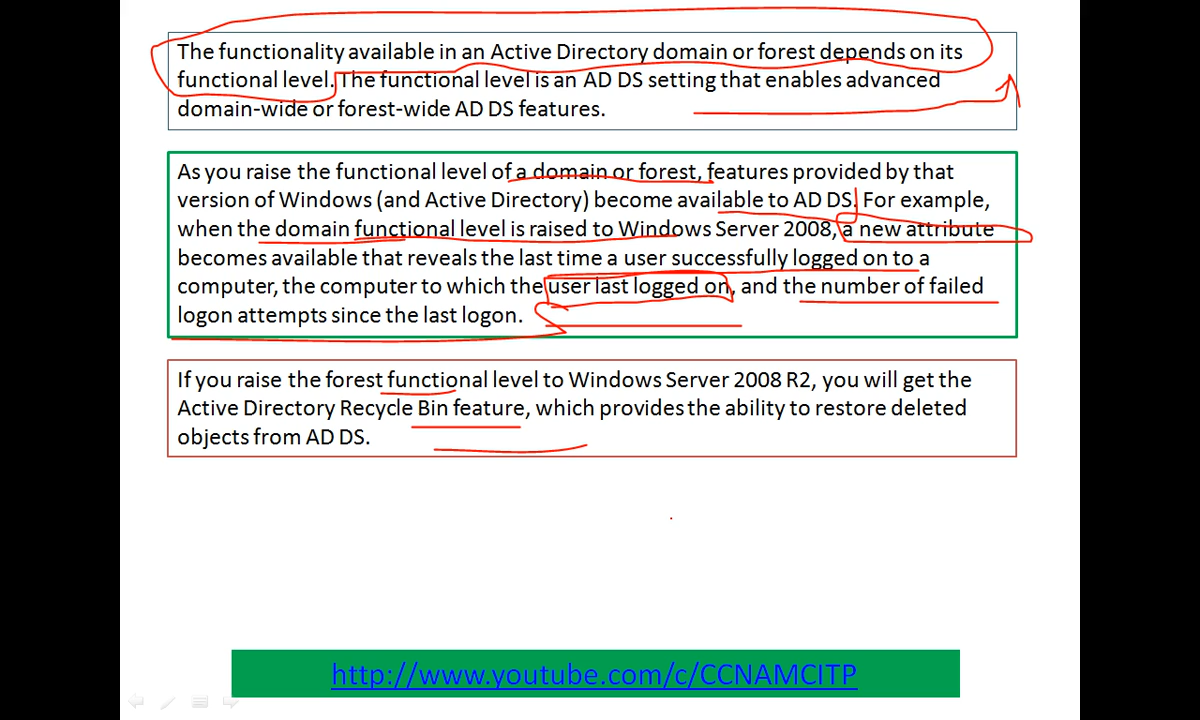 The functionality available in an Active Directory domain or forest depends on its
functional level. The functional level is an AD DS setting that enables advanced
domain-wide or forest-wide AD DS features.
As you raise the functional level of a domain or forest, features provided by that
version of Windows (and Active Directory) become available to AD DS. For example,
when the domain functional level is raised to Windows Server 2008, a new attribute
becomes available that reveals the last time a user successfully logged on to a
computer, the computer to which the user last logged on, and the number of failed
logon attempts since the last logon.
If you raise the forest functional level to Windows Server 2008 R2, you will get the
Active Directory Recycle Bin feature, which provides the ability to restore deleted
objects from AD DS.
http://www.youtube.com/c/CCNAMCITP